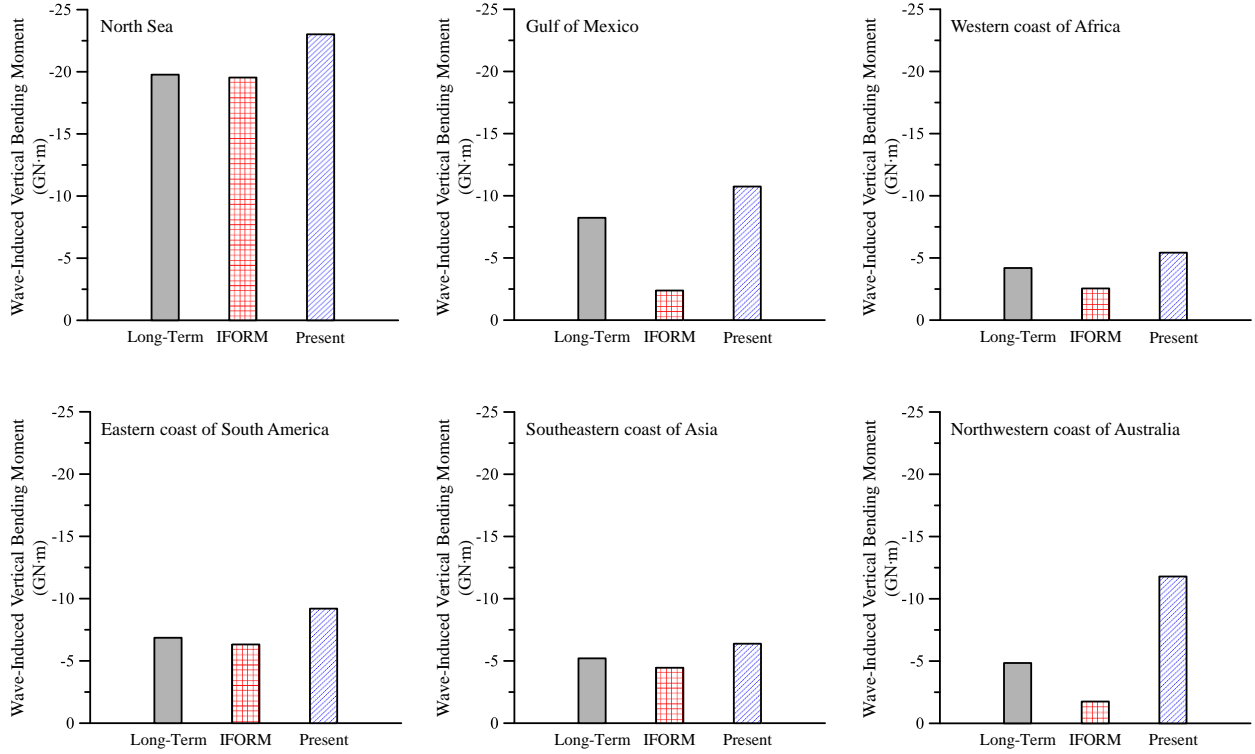 Wave-Induced Vertical Bending Moment
(GN·m)
-25
-20
-15
-10
-5
0
North Sea
Long-Term IFORM Present
Wave-Induced Vertical Bending Moment
(GN·m)
-25
-20
-15
-10
-5
0
Gulf of Mexico
Long-Term IFORM Present
Wave-Induced Vertical Bending Moment
(GN·m)
-25
-20
-15
-10
-5
0
Western coast of Africa
Long-Term IFORM Present
Wave-Induced Vertical Bending Moment
(GN·m)
-25
-20
-15
-10
-5
0
Eastern coast of South America
Long-Term IFORM Present
Wave-Induced Vertical Bending Moment
(GN·m)
-25
-20
-15
-10
-5
0
Southeastern coast of Asia
Long-Term IFORM Present
Wave-Induced Vertical Bending Moment
(GN·m)
-25
-20
-15
-10
-5
0
Northwestern coast of Australia
Long-Term IFORM Present